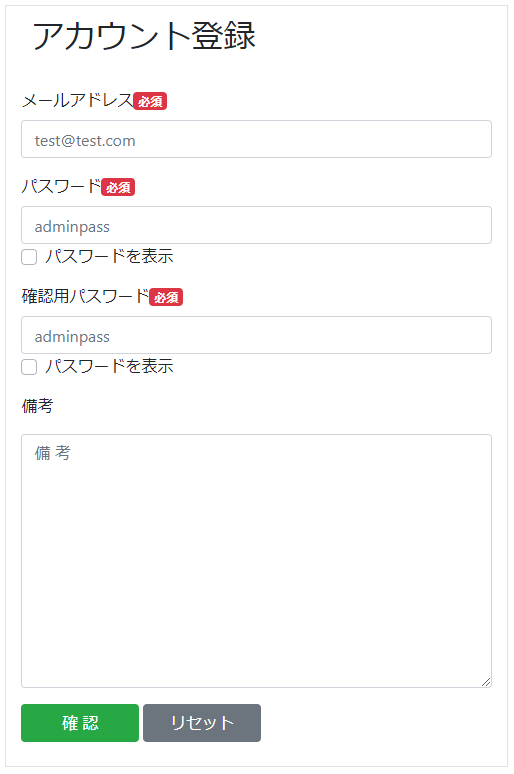 アカウント登録
メールアドレス必須
test@test.com
パスワード必須
adminpass
パスワードを表示
確認用パスワード必須
adminpass
パスワードを表示
備考
備 考
確 認 リセット